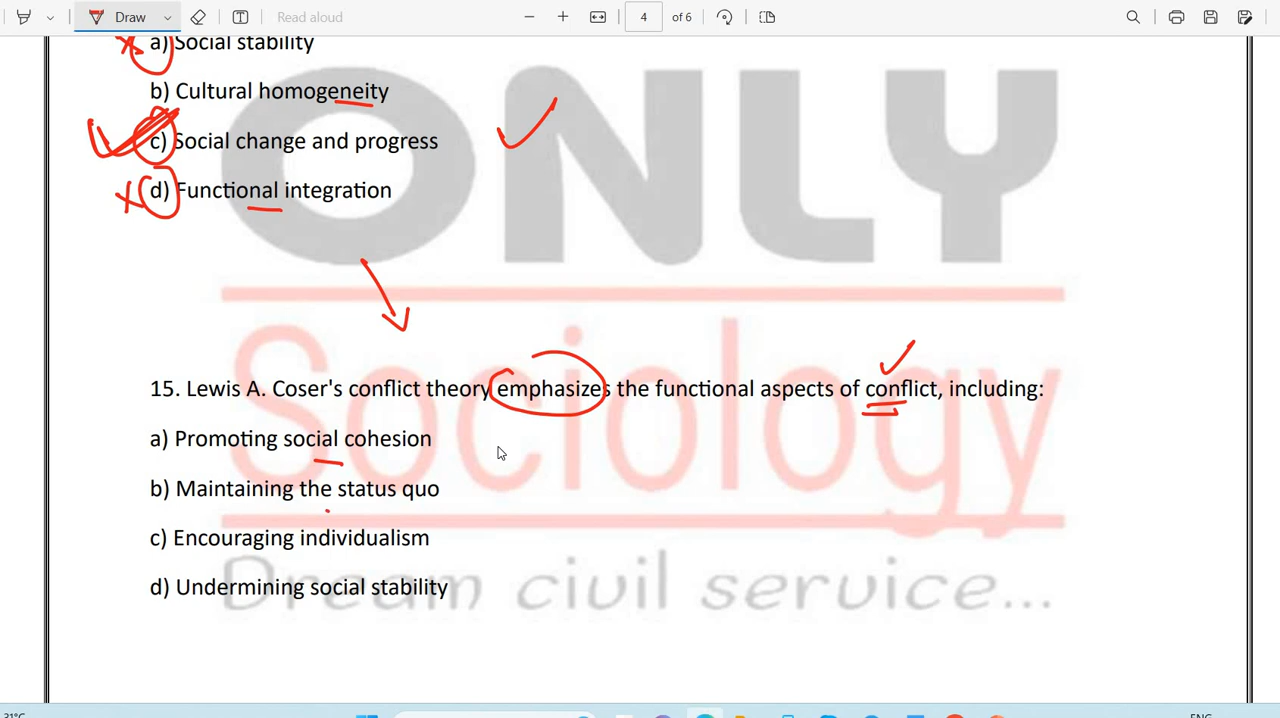 Draw
Read aloud
4
of 6
a) Social stability
b) Cultural homogeneity
c) Social change and progress
d) Functional integration
ONLY
Sociology
Dream civil service...
15. Lewis A. Coser's conflict theory emphasizes the functional aspects of conflict, including:
a) Promoting social cohesion
b) Maintaining the status quo
c) Encouraging individualism
d) Undermining social stability
31°C
ENG